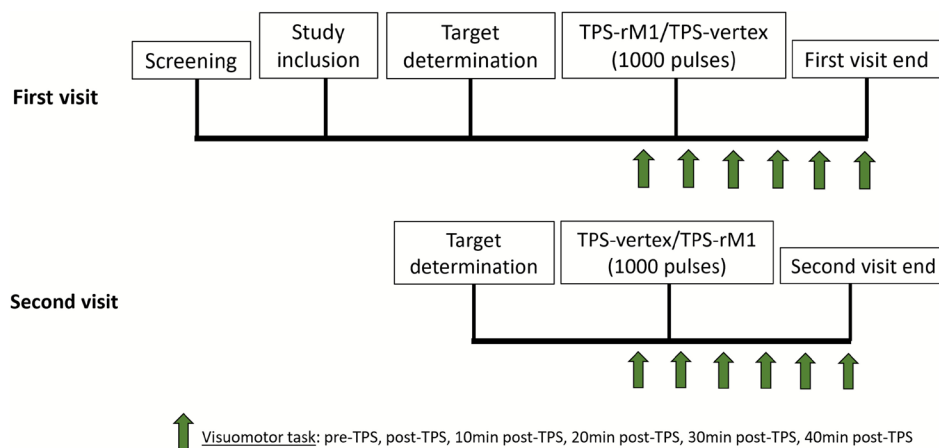 Screening
Study
inclusion
Target
determination
TPS-rM1/TPS-vertex
(1000 pulses)
First visit end
First visit
Target
determination
TPS-vertex/TPS-rM1
(1000 pulses)
Second visit end
Second visit
Visuomotor task: pre-TPS, post-TPS, 10min post-TPS, 20min post-TPS, 30min post-TPS, 40min post-TPS